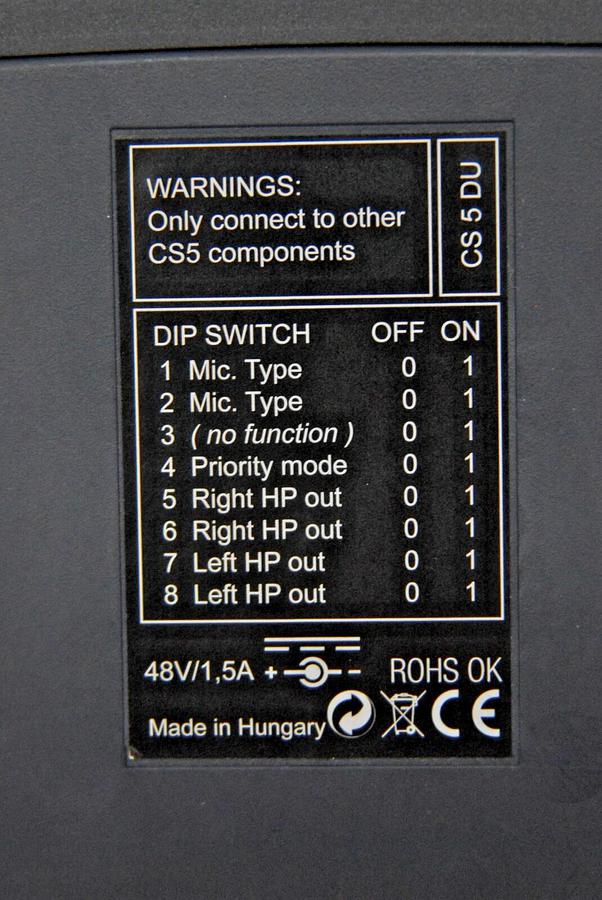 WARNINGS:
Only connect to other
CS5 components
CS 5 DU
DIP SWITCH OFF ON
1 Mic. Type 0 1
2 Mic. Type 0 1
3 ( no function ) 0 1
4 Priority mode 0 1
5 Right HP out 0 1
6 Right HP out 0 1
7 Left HP out 0 1
8 Left HP out 0 1
48V/1,5A + - ROHS OK
Made in Hungary CE